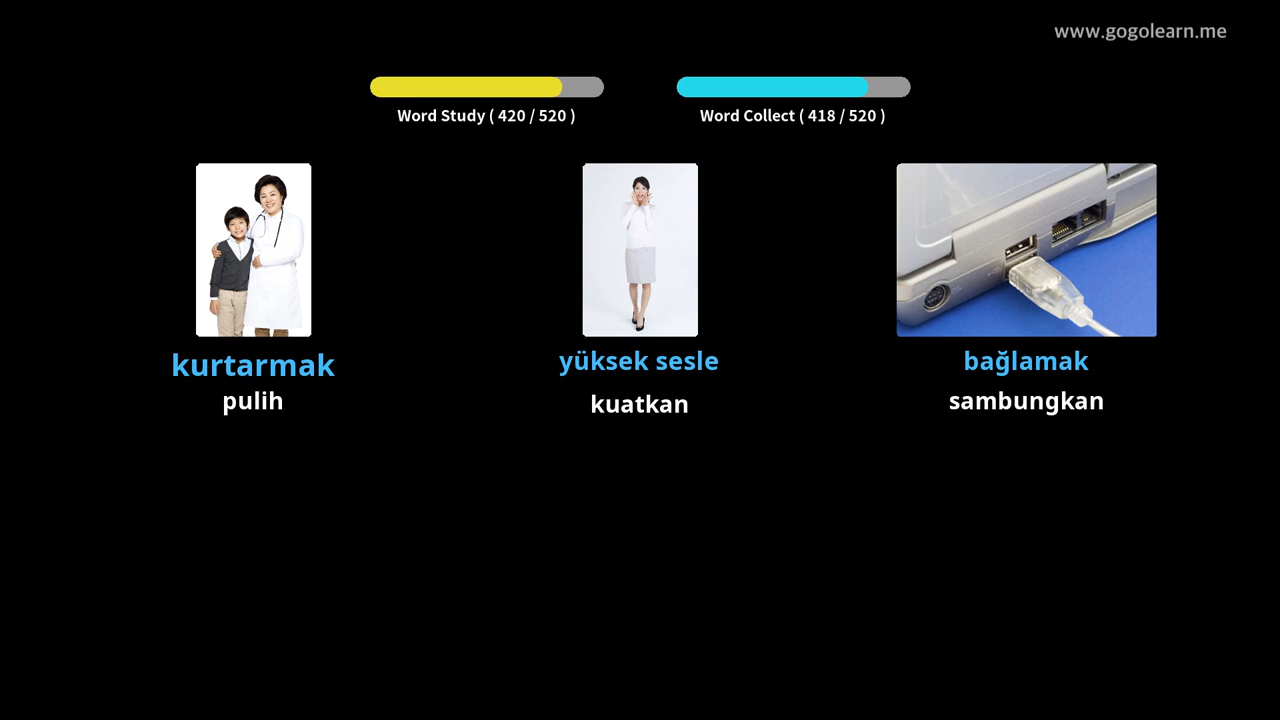 www.gogolearn.me
Word Study ( 420 / 520 )
Word Collect ( 418 / 520 )
kurtarmak
pulih
yüksek sesle
kuatkan
bağlamak
sambungkan